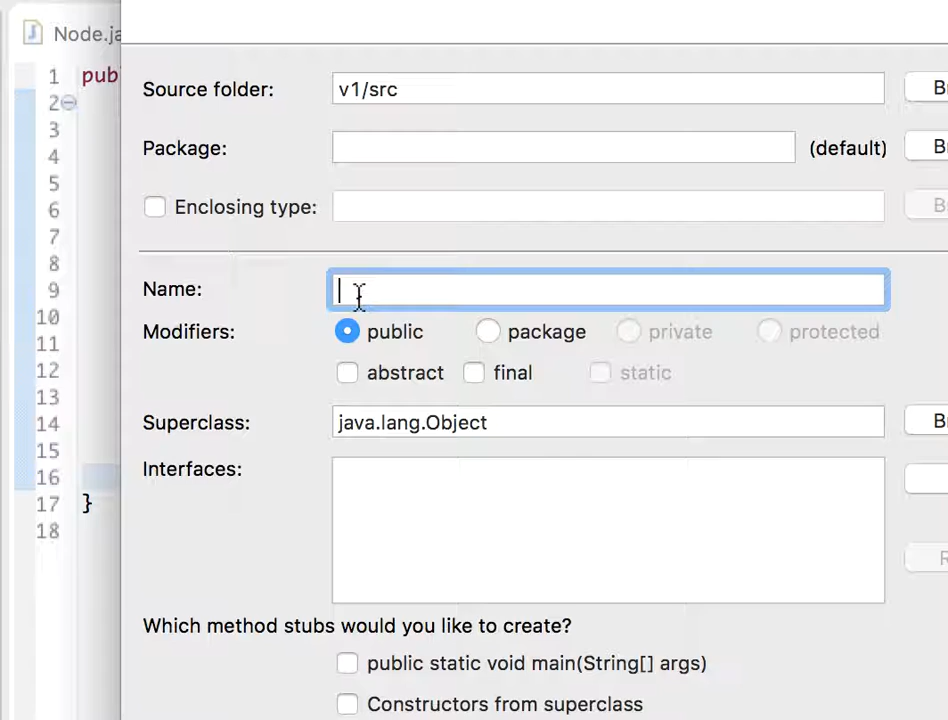 Node.ja
1 pub
2
3
4
5
6
7
8
9
10
11
12
13
14
15
16
17 }
18
Source folder: v1/src B
Package: (default) B
Enclosing type: B
Name:
Modifiers: public package private protected
abstract final static
Superclass: java.lang.Object B
Interfaces:
R
Which method stubs would you like to create?
public static void main(String[] args)
Constructors from superclass